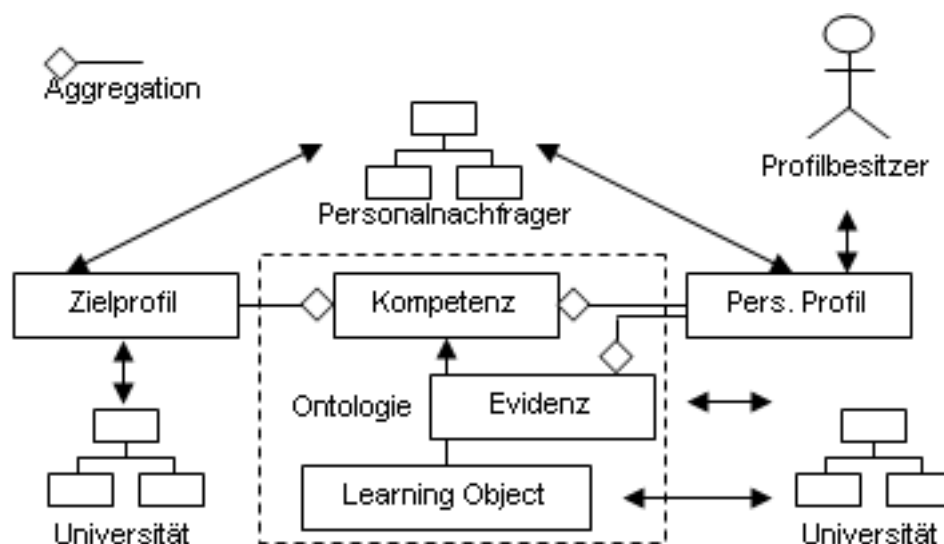 Aggregation
Profilbesitzer
Personalnachfrager
Zielprofil
Kompetenz
Pers. Profil
Ontologie
Evidenz
Learning Object
Universität
Universität